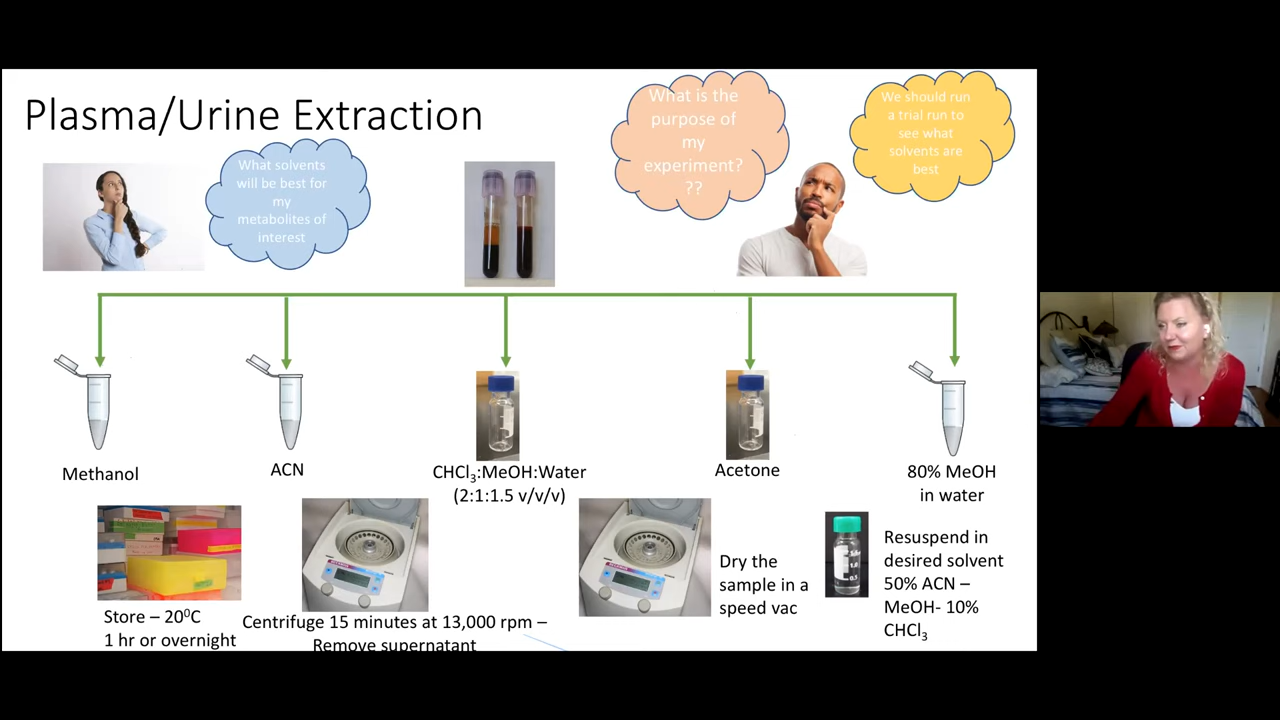 Plasma/Urine Extraction
What solvents
will be best for
my
metabolites of
interest
What is the
purpose of
my
experiment?
??
We should run
a trial run to
see what
solvents are
best
Methanol
ACN
CHCl₃:MeOH:Water
(2:1:1.5 v/v/v)
Acetone
80% MeOH
in water
Store – 20⁰C
1 hr or overnight
Centrifuge 15 minutes at 13,000 rpm –
Remove supernatant
Dry the
sample in a
speed vac
Resuspend in
desired solvent
50% ACN –
MeOH- 10%
CHCl₃